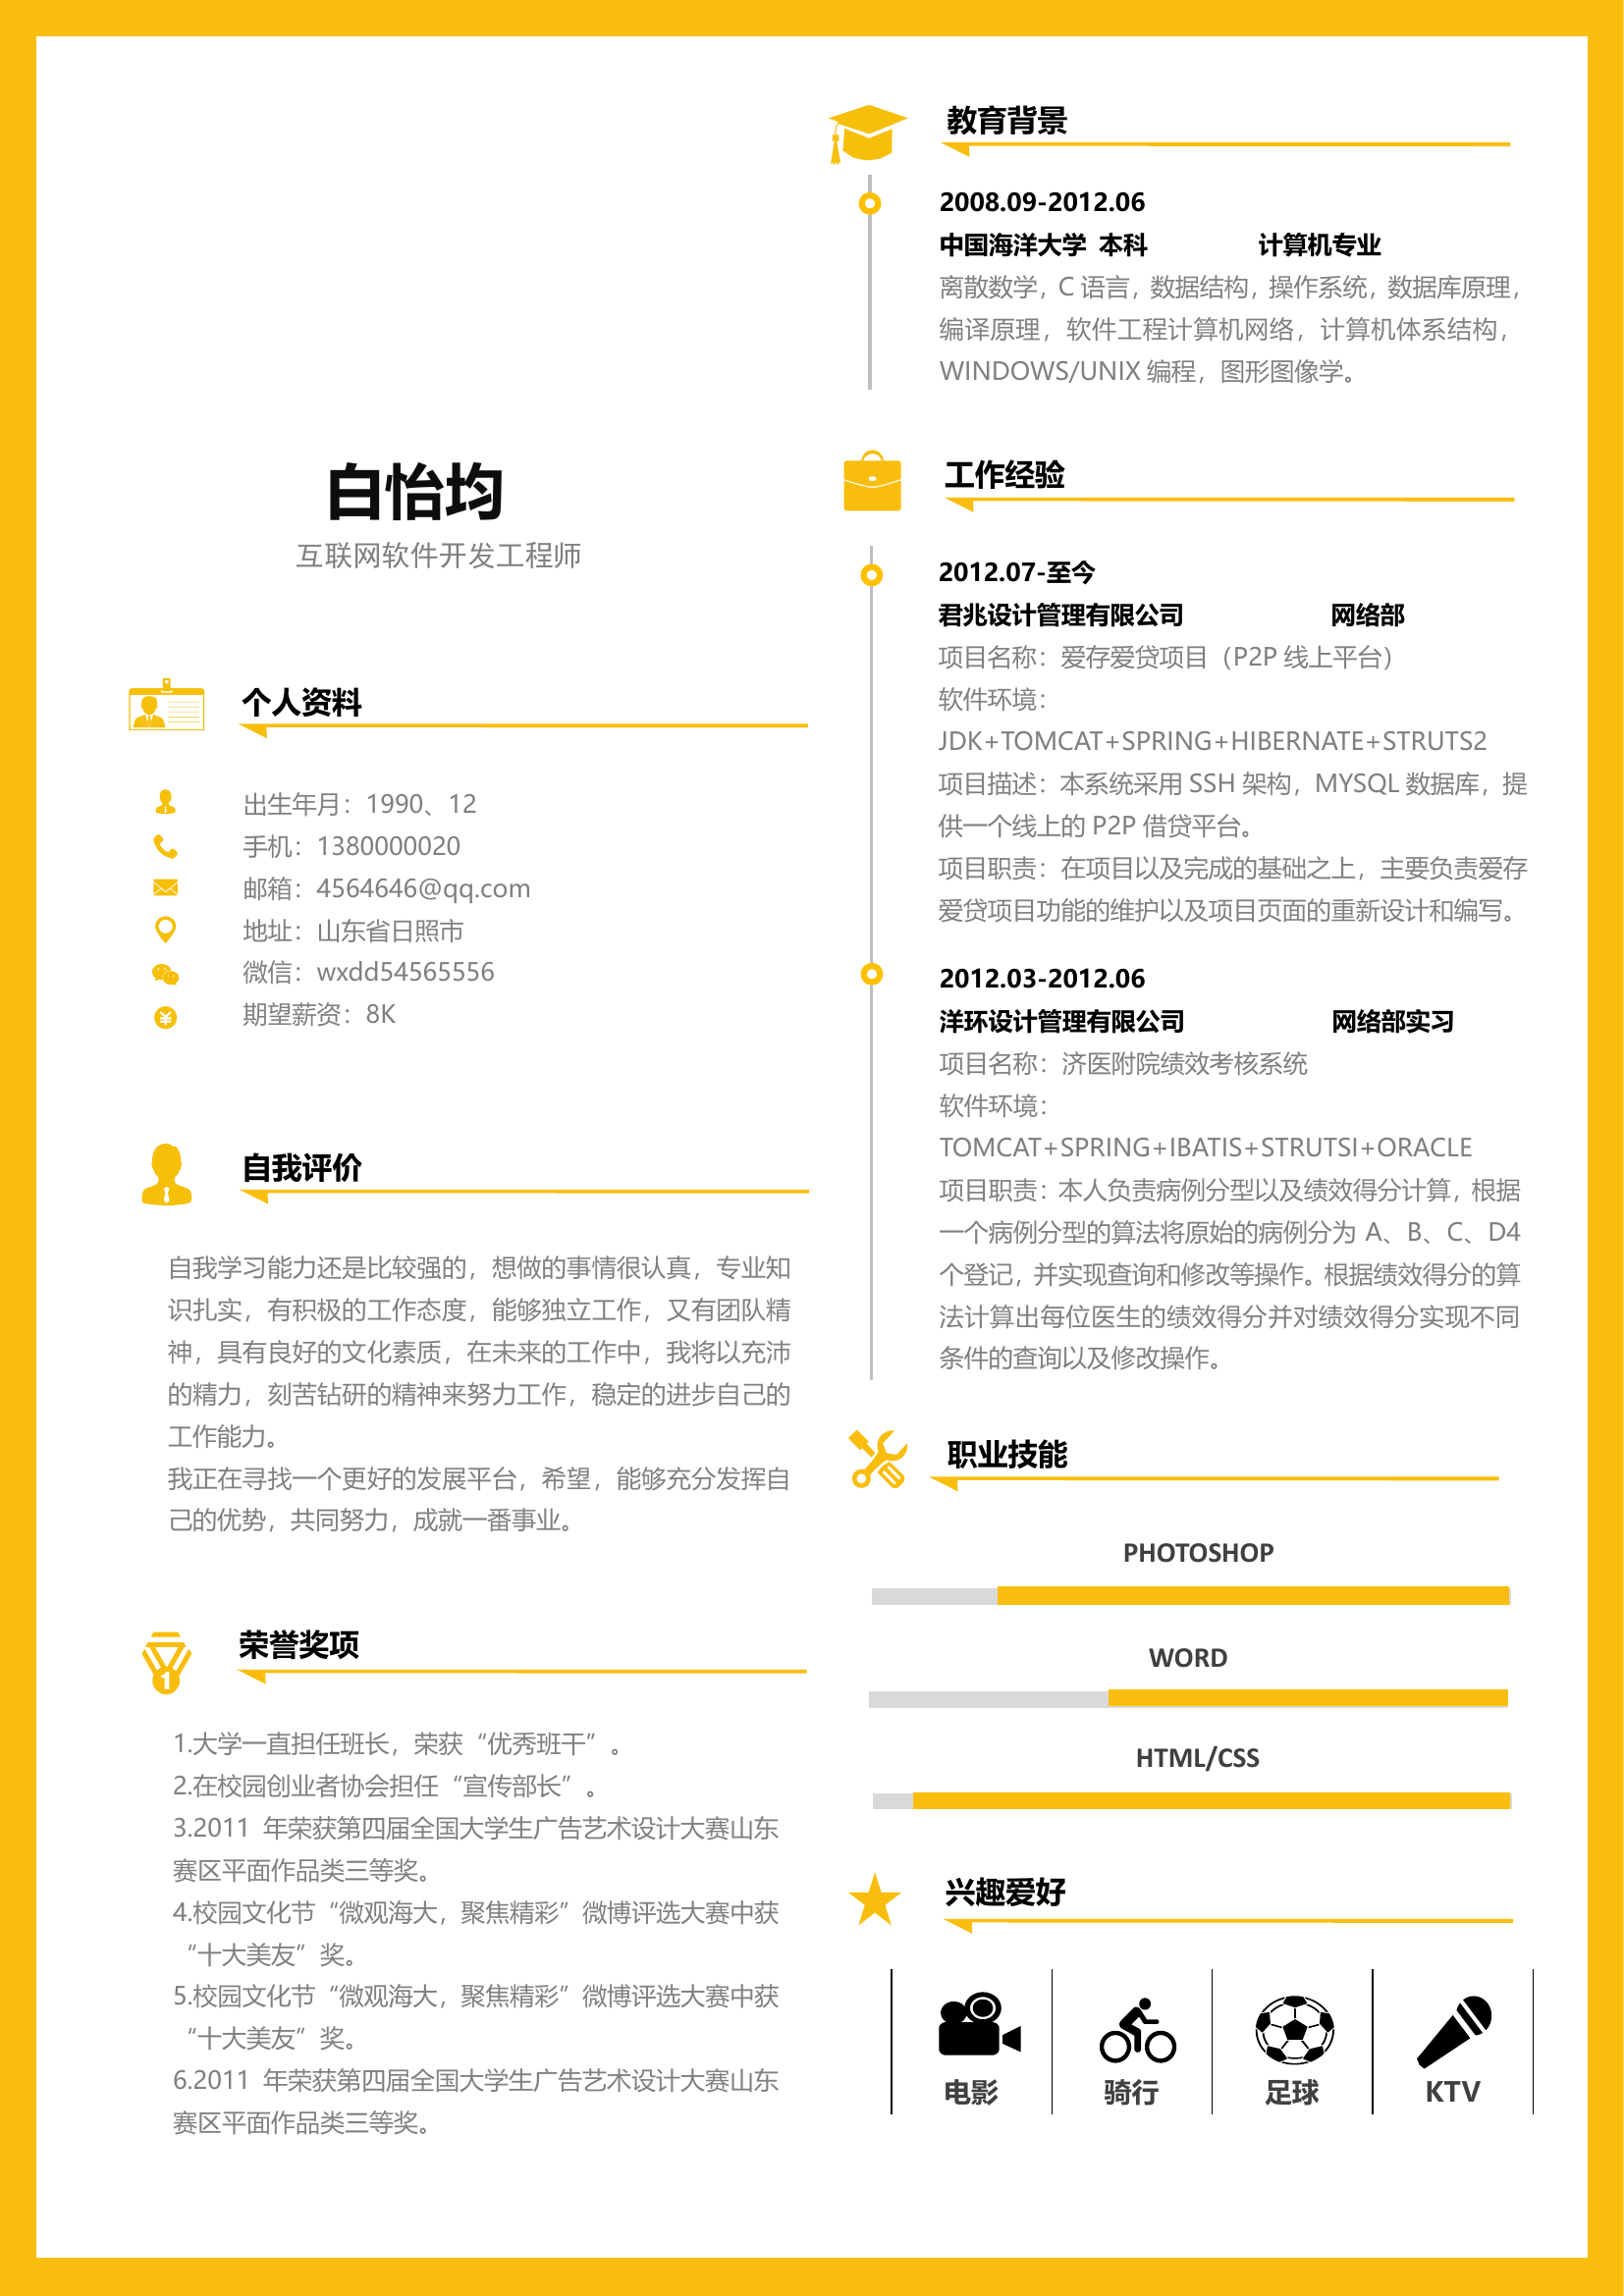 白怡均
互联网软件开发工程师
个人资料
出生年月：1990、12
手机：1380000020
邮箱：4564646@qq.com
地址：山东省日照市
微信：wxdd54565556
期望薪资：8K
自我评价
自我学习能力还是比较强的，想做的事情很认真，专业知
识扎实，有积极的工作态度，能够独立工作，又有团队精
神，具有良好的文化素质，在未来的工作中，我将以充沛
的精力，刻苦钻研的精神来努力工作，稳定的进步自己的
工作能力。
我正在寻找一个更好的发展平台，希望，能够充分发挥自
己的优势，共同努力，成就一番事业。
荣誉奖项
1.大学一直担任班长，荣获“优秀班干”。
2.在校园创业者协会担任“宣传部长”。
3.2011 年荣获第四届全国大学生广告艺术设计大赛山东
赛区平面作品类三等奖。
4.校园文化节“微观海大，聚焦精彩”微博评选大赛中获
“十大美友”奖。
5.校园文化节“微观海大，聚焦精彩”微博评选大赛中获
“十大美友”奖。
6.2011 年荣获第四届全国大学生广告艺术设计大赛山东
赛区平面作品类三等奖。
教育背景
2008.09-2012.06
中国海洋大学 本科 计算机专业
离散数学，C 语言，数据结构，操作系统，数据库原理，
编译原理，软件工程计算机网络，计算机体系结构，
WINDOWS/UNIX 编程，图形图像学。
工作经验
2012.07-至今
君兆设计管理有限公司 网络部
项目名称：爱存爱贷项目（P2P 线上平台）
软件环境：
JDK+TOMCAT+SPRING+HIBERNATE+STRUTS2
项目描述：本系统采用 SSH 架构，MYSQL 数据库，提
供一个线上的 P2P 借贷平台。
项目职责：在项目以及完成的基础之上，主要负责爱存
爱贷项目功能的维护以及项目页面的重新设计和编写。
2012.03-2012.06
洋环设计管理有限公司 网络部实习
项目名称：济医附院绩效考核系统
软件环境：
TOMCAT+SPRING+IBATIS+STRUTSI+ORACLE
项目职责：本人负责病例分型以及绩效得分计算，根据
一个病例分型的算法将原始的病例分为 A、B、C、D4
个登记，并实现查询和修改等操作。根据绩效得分的算
法计算出每位医生的绩效得分并对绩效得分实现不同
条件的查询以及修改操作。
职业技能
PHOTOSHOP
WORD
HTML/CSS
兴趣爱好
电影 骑行 足球 KTV